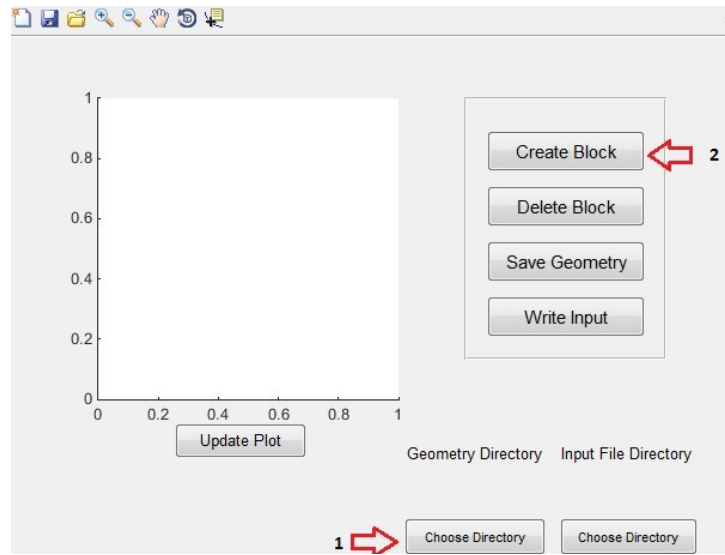 1
0.8
0.6
0.4
0.2
0
0 0.2 0.4 0.6 0.8 1
Update Plot
Create Block
2
Delete Block
Save Geometry
Write Input
Geometry Directory Input File Directory
1 Choose Directory Choose Directory